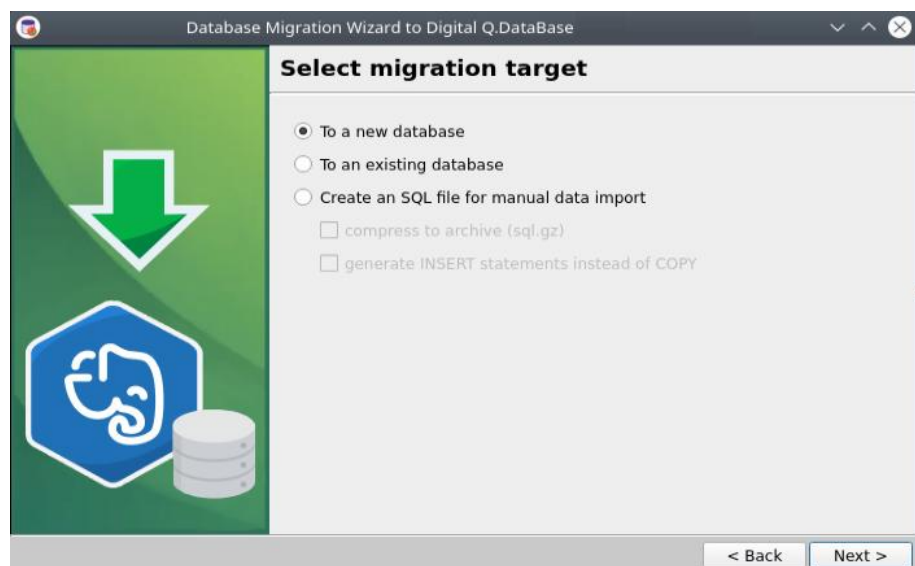 Database Migration Wizard to Digital Q.DataBase
Select migration target
To a new database
To an existing database
Create an SQL file for manual data import
compress to archive (sql.gz)
generate INSERT statements instead of COPY
< Back
Next >